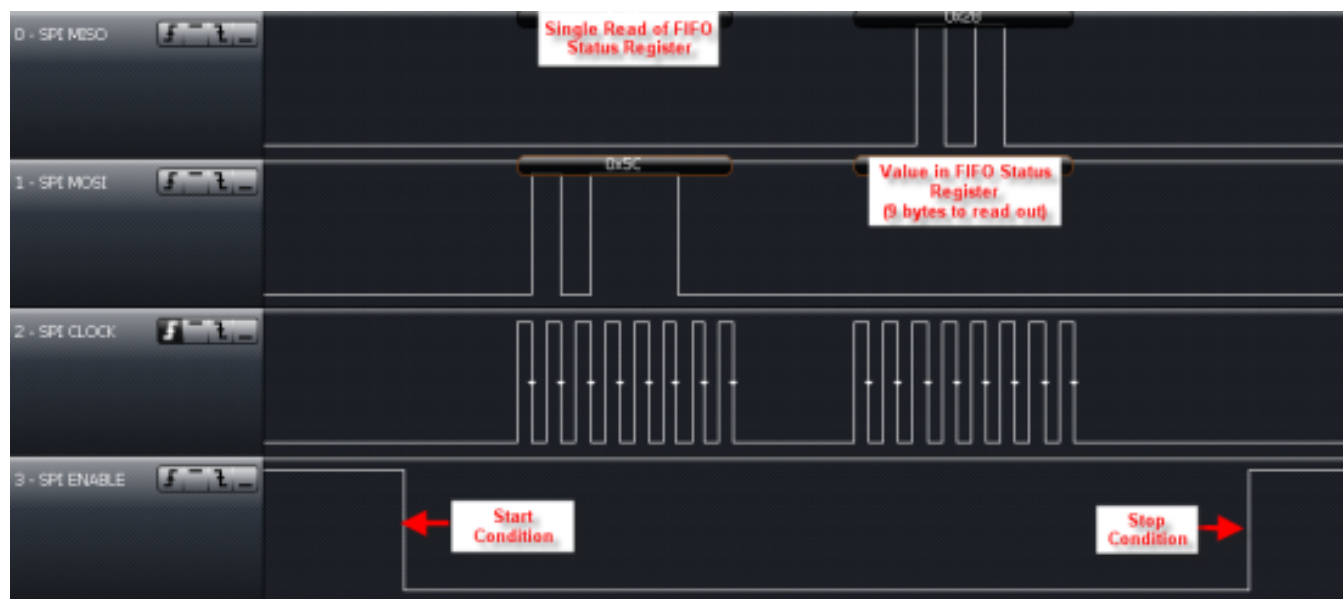 0 - SPI MISO
Single Read of FIFO
Status Register
1 - SPI MOSI
0x5C
Value in FIFO Status
Register
(9 bytes to read out)
2 - SPI CLOCK
3 - SPI ENABLE
Start
Condition
Stop
Condition